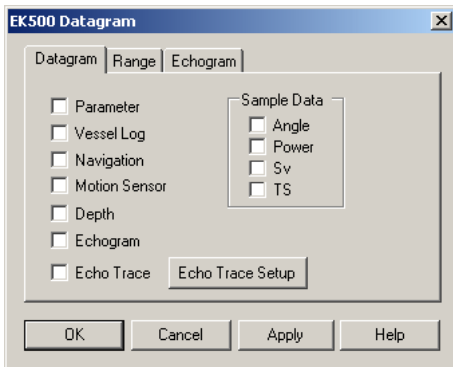 EK500 Datagram
Datagram Range Echogram
Parameter
Vessel Log
Navigation
Motion Sensor
Depth
Echogram
Echo Trace
Echo Trace Setup
Sample Data
Angle
Power
Sv
TS
OK Cancel Apply Help